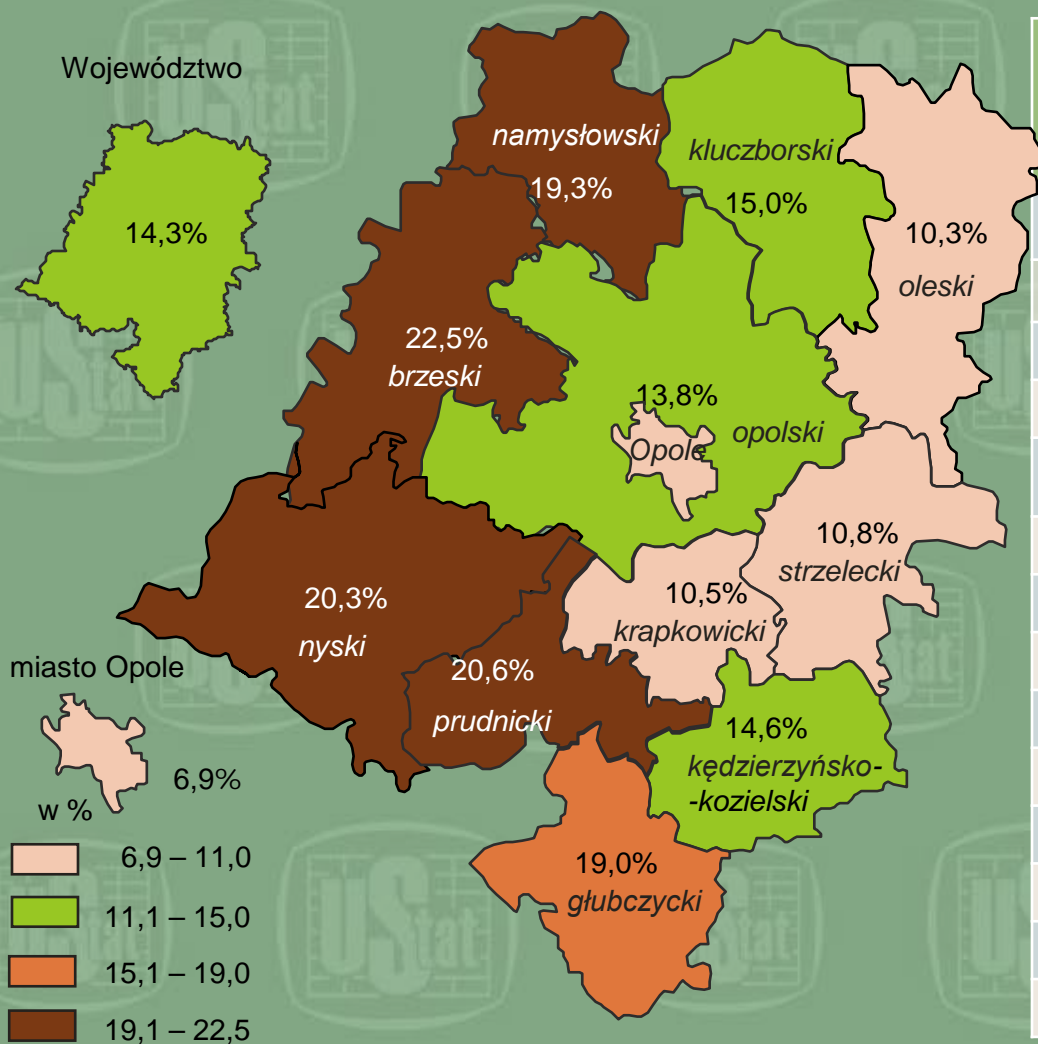 Województwo
14,3%
namysłowski
19,3%
kluczborski
15,0%
10,3%
oleski
22,5%
brzeski
13,8%
opolski
Opole
10,8%
strzelecki
10,5%
krapkowicki
20,3%
nyski
20,6%
prudnicki
14,6%
kędzierzyńsko-
-kozielski
19,0%
głubczycki
miasto Opole
6,9%
w %
6,9 – 11,0
11,1 – 15,0
15,1 – 19,0
19,1 – 22,5
UStat